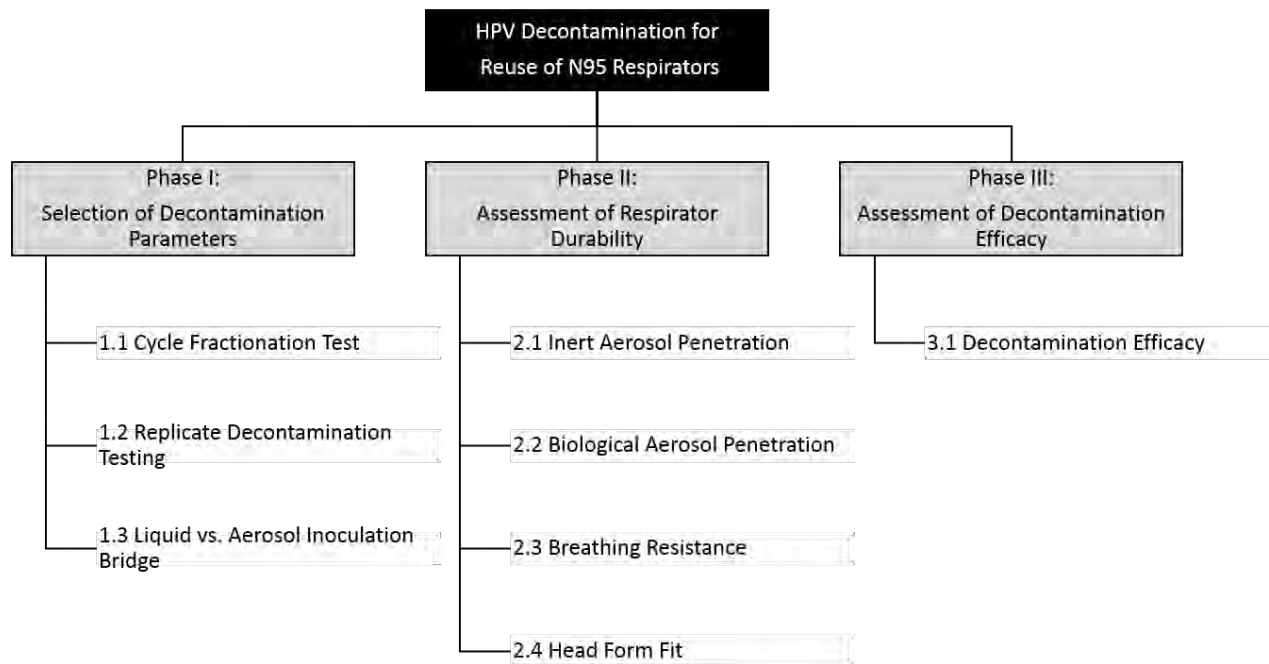 HPV Decontamination for
Reuse of N95 Respirators
Phase I:
Selection of Decontamination
Parameters
1.1 Cycle Fractionation Test
1.2 Replicate Decontamination
Testing
1.3 Liquid vs. Aerosol Inoculation
Bridge
Phase II:
Assessment of Respirator
Durability
2.1 Inert Aerosol Penetration
2.2 Biological Aerosol Penetration
2.3 Breathing Resistance
2.4 Head Form Fit
Phase III:
Assessment of Decontamination
Efficacy
3.1 Decontamination Efficacy